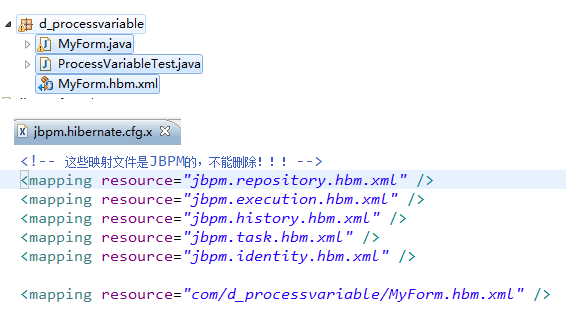 d_processvariable
MyForm.java
ProcessVariableTest.java
MyForm.hbm.xml
jbpm.hibernate.cfg.x
<!-- 这些映射文件是JBPM的，不能删除！！！ -->
<mapping resource="jbpm.repository.hbm.xml" />
<mapping resource="jbpm.execution.hbm.xml" />
<mapping resource="jbpm.history.hbm.xml" />
<mapping resource="jbpm.task.hbm.xml" />
<mapping resource="jbpm.identity.hbm.xml" />
<mapping resource="com/d_processvariable/MyForm.hbm.xml" />